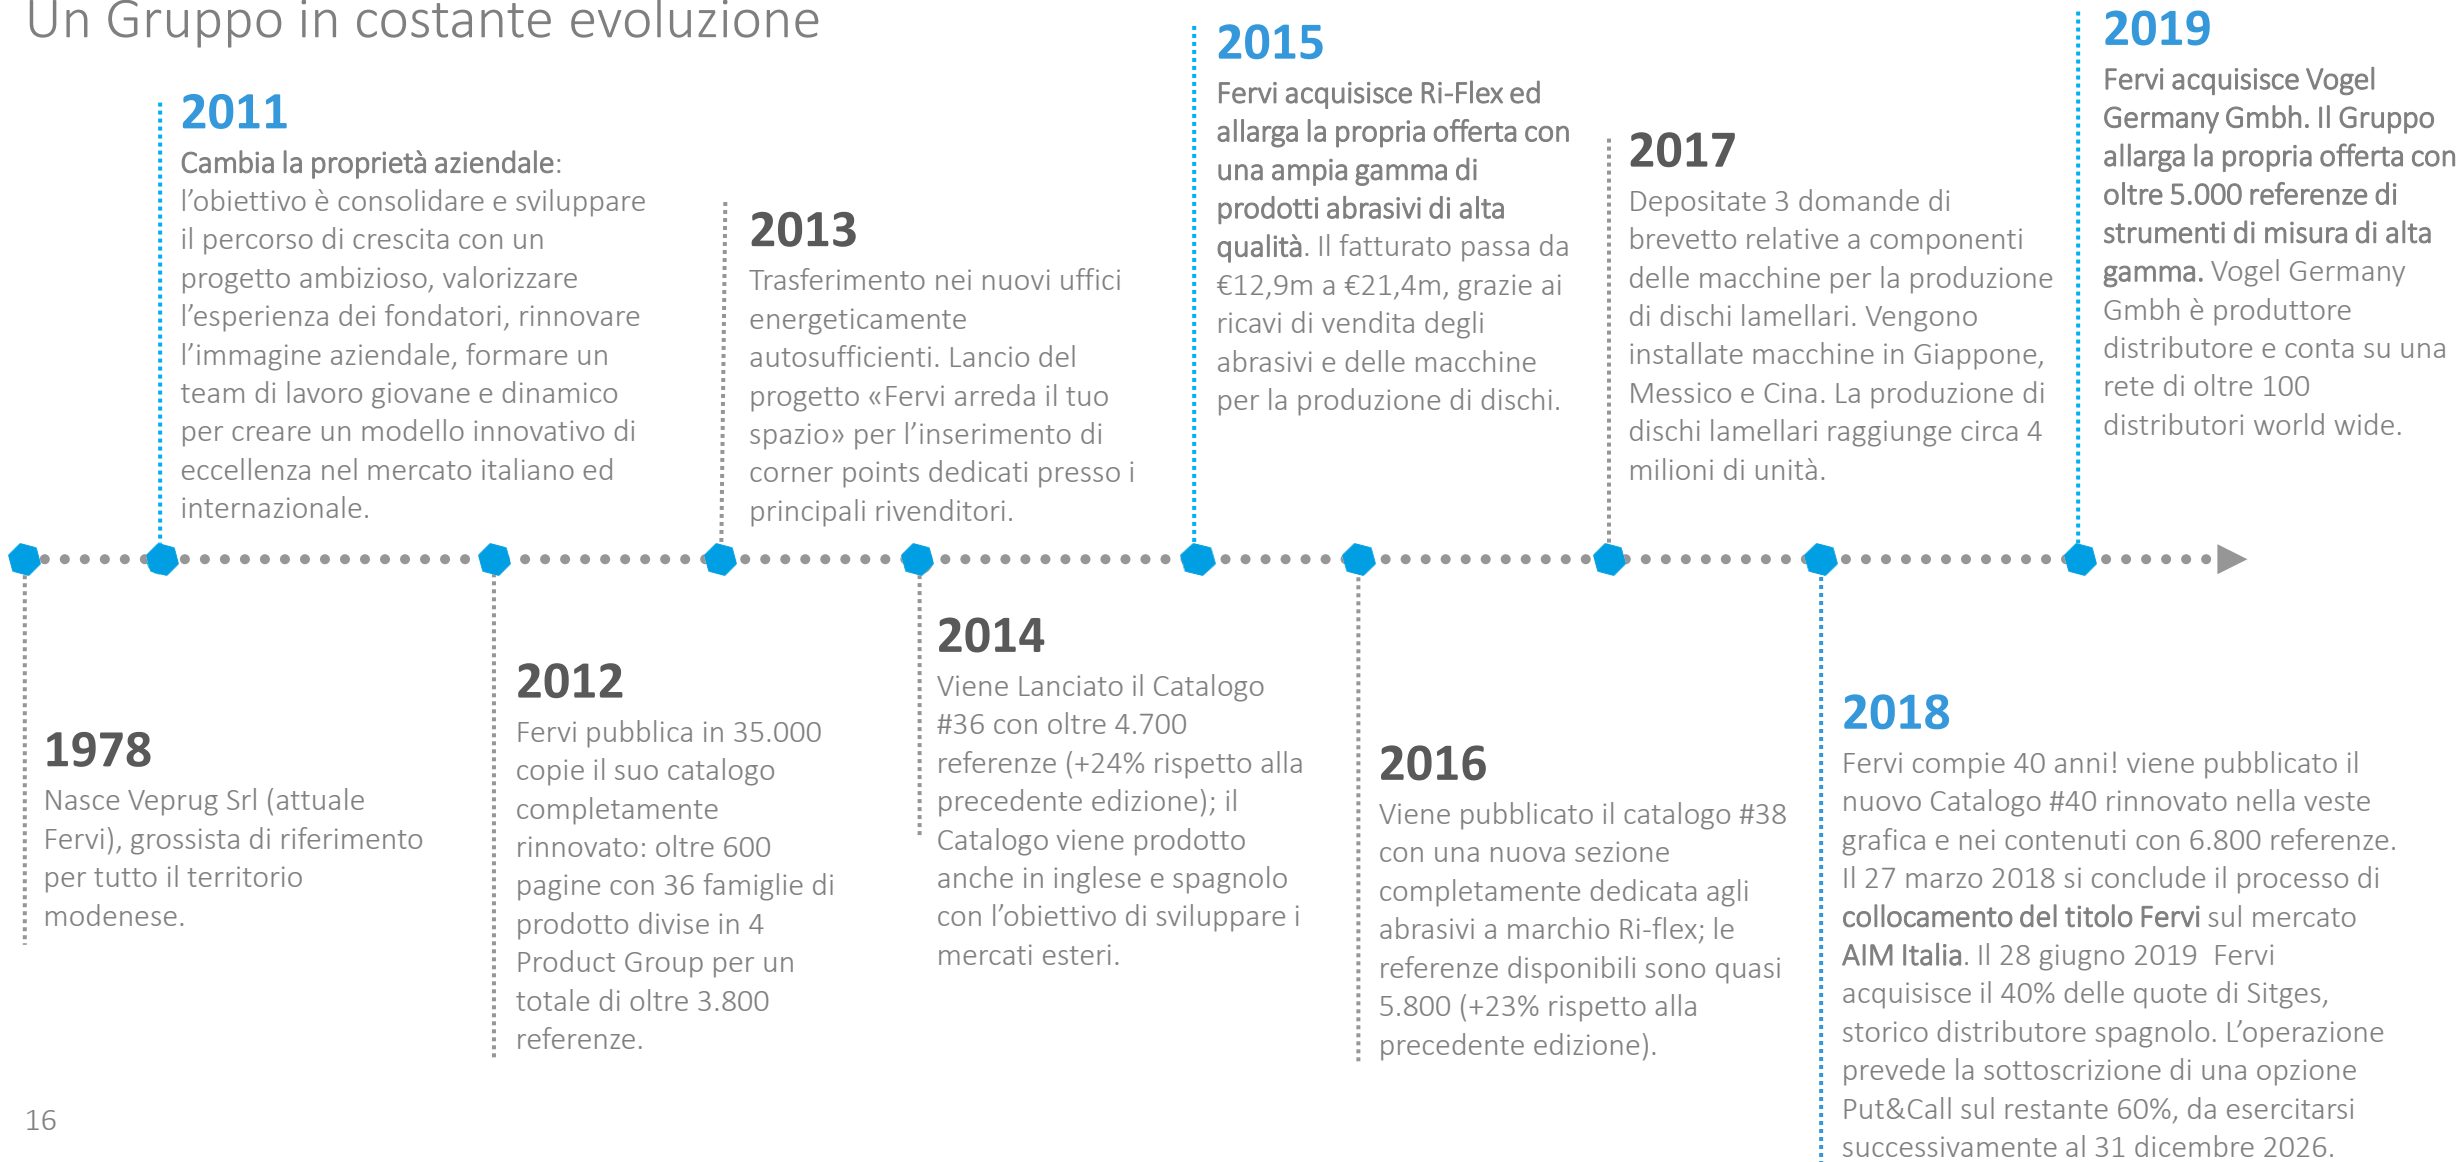 Un Gruppo in costante evoluzione
2011
Cambia la proprietà aziendale:
l’obiettivo è consolidare e sviluppare
il percorso di crescita con un
progetto ambizioso, valorizzare
l’esperienza dei fondatori, rinnovare
l’immagine aziendale, formare un
team di lavoro giovane e dinamico
per creare un modello innovativo di
eccellenza nel mercato italiano ed
internazionale.
2013
Trasferimento nei nuovi uffici
energeticamente
autosufficienti. Lancio del
progetto «Fervi arreda il tuo
spazio» per l’inserimento di
corner points dedicati presso i
principali rivenditori.
2015
Fervi acquisisce Ri-Flex ed
allarga la propria offerta con
una ampia gamma di
prodotti abrasivi di alta
qualità. Il fatturato passa da
€12,9m a €21,4m, grazie ai
ricavi di vendita degli
abrasivi e delle macchine
per la produzione di dischi.
2017
Depositate 3 domande di
brevetto relative a componenti
delle macchine per la produzione
di dischi lamellari. Vengono
installate macchine in Giappone,
Messico e Cina. La produzione di
dischi lamellari raggiunge circa 4
milioni di unità.
2019
Fervi acquisisce Vogel
Germany Gmbh. Il Gruppo
allarga la propria offerta con
oltre 5.000 referenze di
strumenti di misura di alta
gamma. Vogel Germany
Gmbh è produttore
distributore e conta su una
rete di oltre 100
distributori world wide.
1978
Nasce Veprug Srl (attuale
Fervi), grossista di riferimento
per tutto il territorio
modenese.
2012
Fervi pubblica in 35.000
copie il suo catalogo
completamente
rinnovato: oltre 600
pagine con 36 famiglie di
prodotto divise in 4
Product Group per un
totale di oltre 3.800
referenze.
2014
Viene Lanciato il Catalogo
#36 con oltre 4.700
referenze (+24% rispetto alla
precedente edizione); il
Catalogo viene prodotto
anche in inglese e spagnolo
con l’obiettivo di sviluppare i
mercati esteri.
2016
Viene pubblicato il catalogo #38
con una nuova sezione
completamente dedicata agli
abrasivi a marchio Ri-flex; le
referenze disponibili sono quasi
5.800 (+23% rispetto alla
precedente edizione).
2018
Fervi compie 40 anni! viene pubblicato il
nuovo Catalogo #40 rinnovato nella veste
grafica e nei contenuti con 6.800 referenze.
Il 27 marzo 2018 si conclude il processo di
collocamento del titolo Fervi sul mercato
AIM Italia. Il 28 giugno 2019  Fervi
acquisisce il 40% delle quote di Sitges,
storico distributore spagnolo. L’operazione
prevede la sottoscrizione di una opzione
Put&Call sul restante 60%, da esercitarsi
successivamente al 31 dicembre 2026.
16